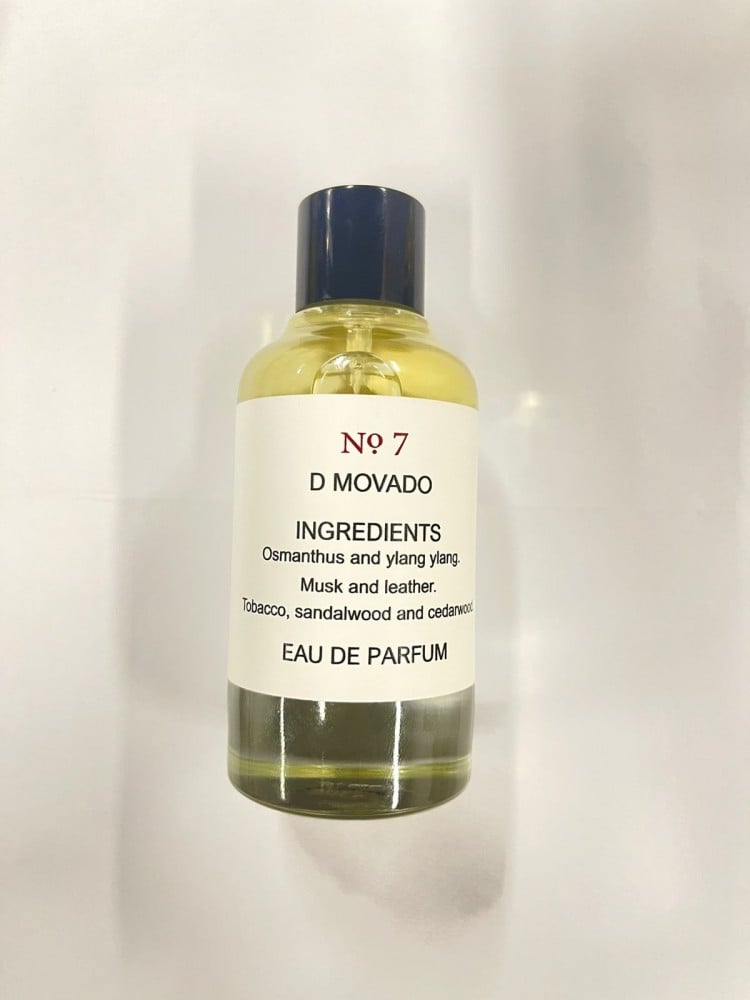 Nº 7
D MOVADO
INGREDIENTS
Osmanthus and ylang ylang.
Musk and leather.
Tobacco, sandalwood and cedarwood.
EAU DE PARFUM